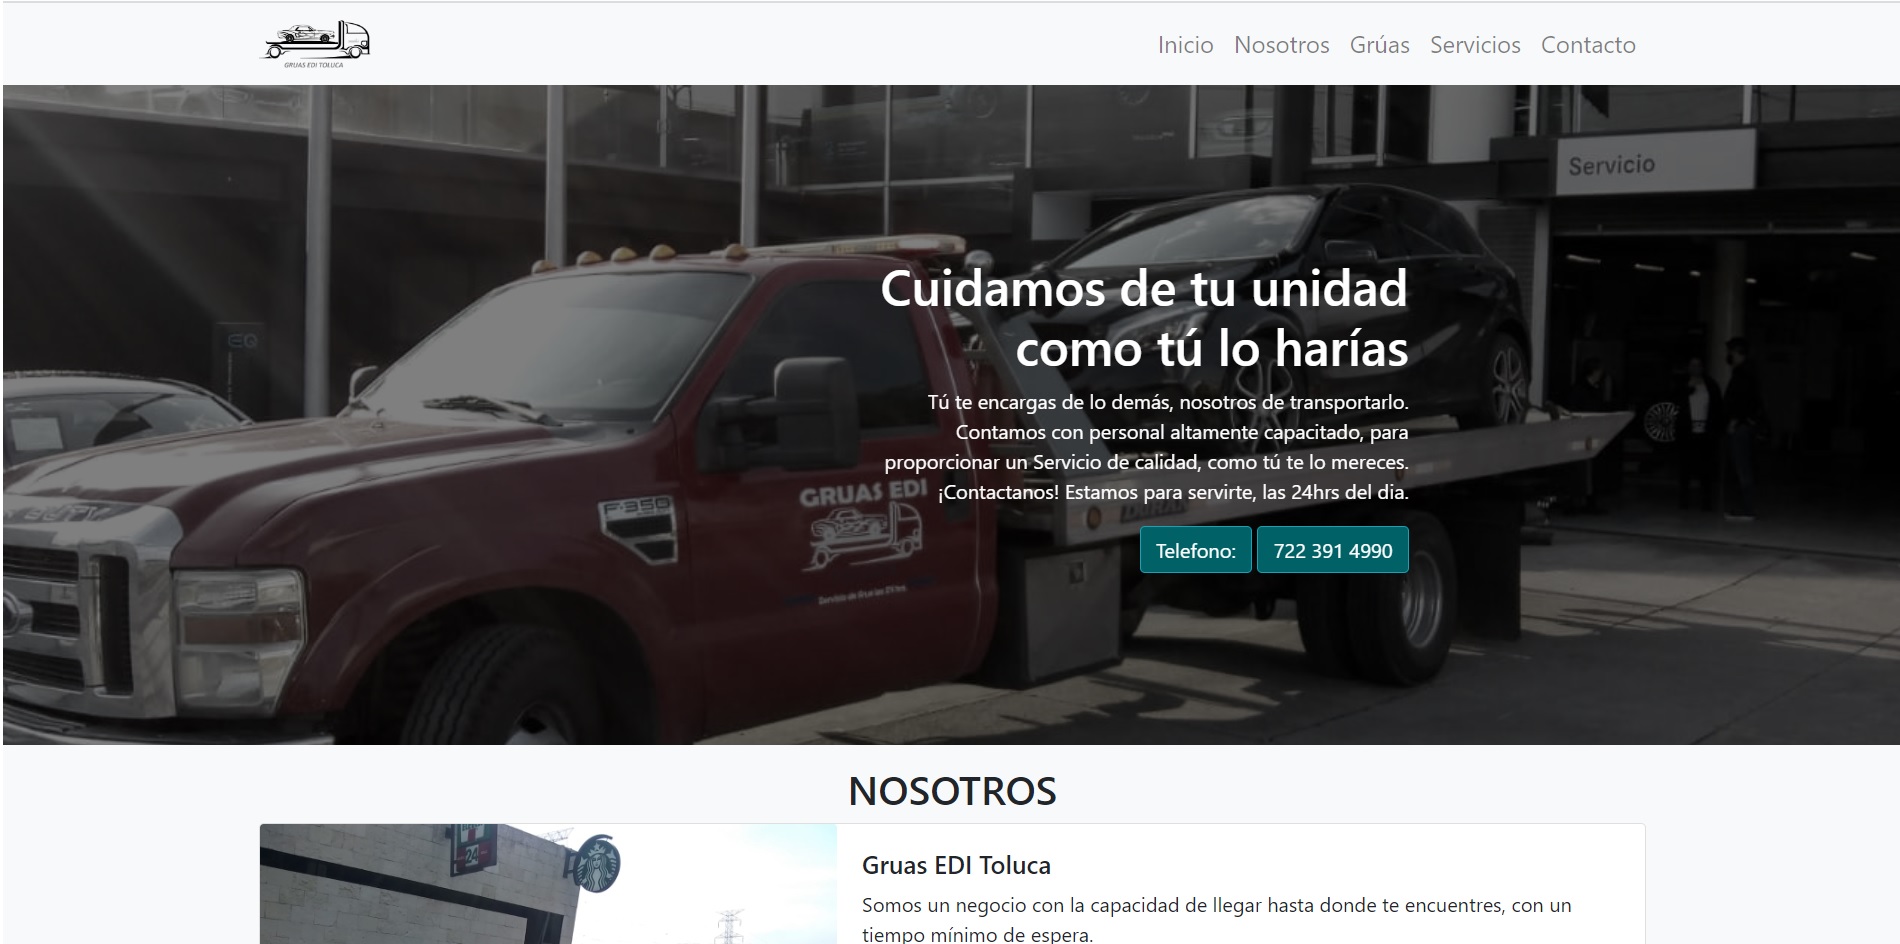 GRUAS EDI TOLUCA
Inicio Nosotros Grúas Servicios Contacto
Servicio
EQ
Cuidamos de tu unidad
como tú lo harías
Tú te encargas de lo demás, nosotros de transportarlo.
Contamos con personal altamente capacitado, para
proporcionar un Servicio de calidad, como tú te lo mereces.
¡Contactanos! Estamos para servirte, las 24hrs del dia.
GRUAS EDI
F-350
Telefono: 722 391 4990
NOSOTROS
24
Gruas EDI Toluca
Somos un negocio con la capacidad de llegar hasta donde te encuentres, con un
tiempo mínimo de espera.